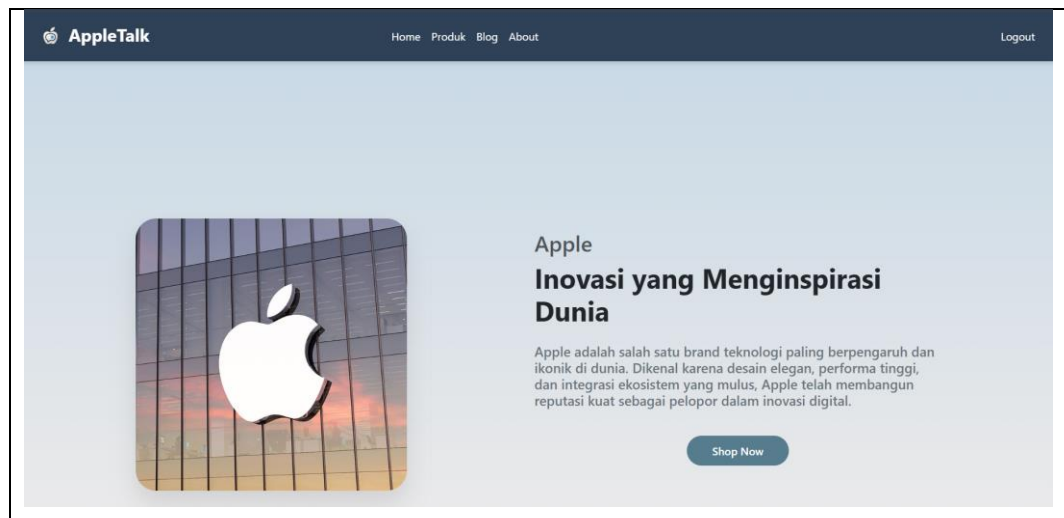 AppleTalk
Home Produk Blog About
Logout
Apple
Inovasi yang Menginspirasi
Dunia
Apple adalah salah satu brand teknologi paling berpengaruh dan
ikonik di dunia. Dikenal karena desain elegan, performa tinggi,
dan integrasi ekosistem yang mulus, Apple telah membangun
reputasi kuat sebagai pelopor dalam inovasi digital.
Shop Now